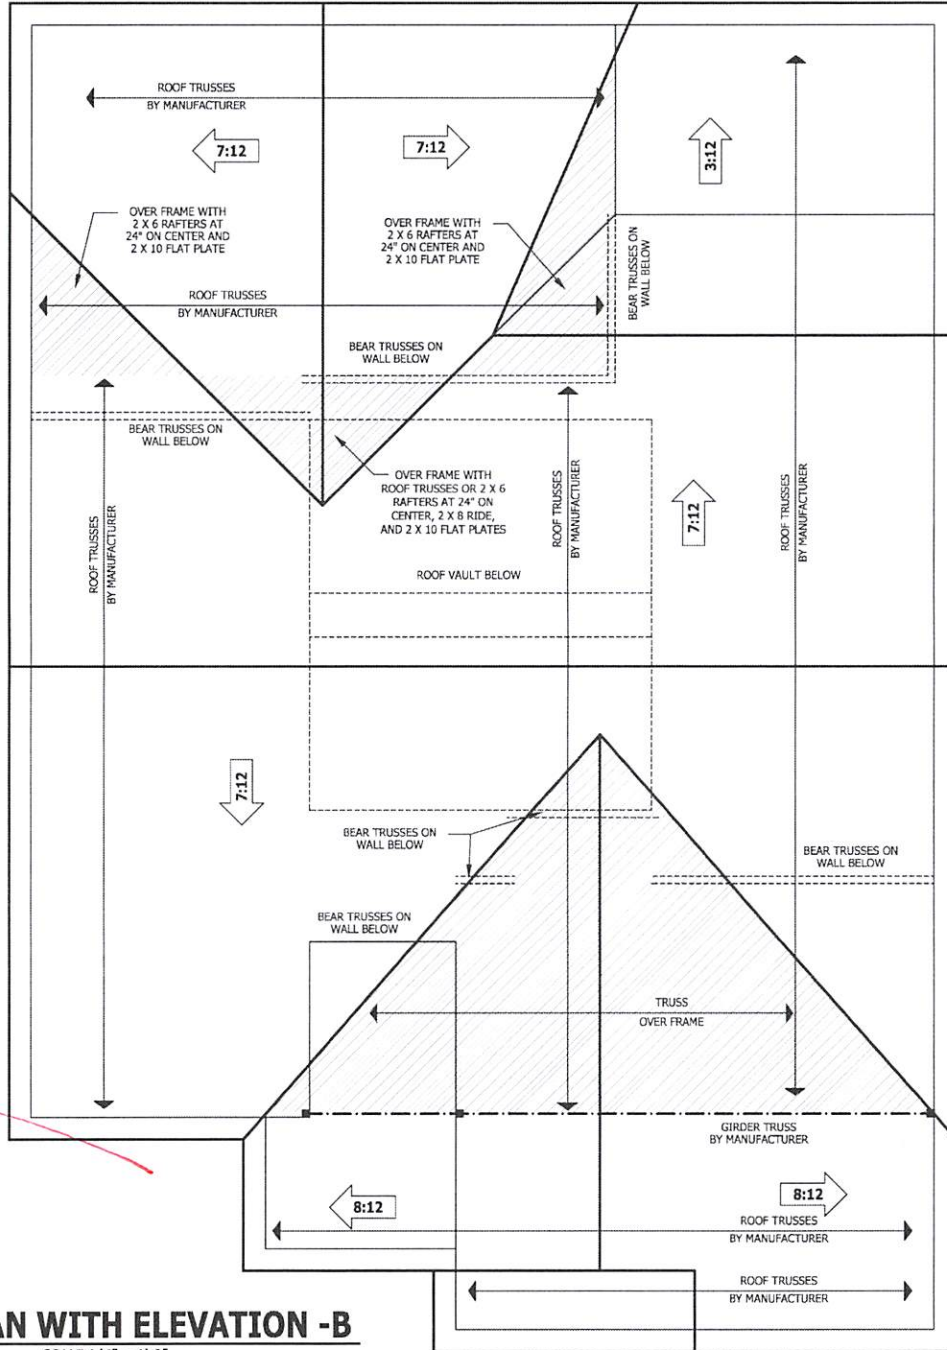 ROOF TRUSSES
BY MANUFACTURER
7:12
7:12
3:12
OVER FRAME WITH
2 X 6 RAFTERS AT
24" ON CENTER AND
2 X 10 FLAT PLATE
OVER FRAME WITH
2 X 6 RAFTERS AT
24" ON CENTER AND
2 X 10 FLAT PLATE
BEAR TRUSSES ON
WALL BELOW
ROOF TRUSSES
BY MANUFACTURER
BEAR TRUSSES ON
WALL BELOW
BEAR TRUSSES ON
WALL BELOW
OVER FRAME WITH
ROOF TRUSSES OR 2 X 6
RAFTERS AT 24" ON
CENTER, 2 X 8 RIDE,
AND 2 X 10 FLAT PLATES
ROOF TRUSSES
BY MANUFACTURER
ROOF TRUSSES
BY MANUFACTURER
7:12
ROOF TRUSSES
BY MANUFACTURER
ROOF VAULT BELOW
7:12
BEAR TRUSSES ON
WALL BELOW
BEAR TRUSSES ON
WALL BELOW
BEAR TRUSSES ON
WALL BELOW
TRUSS
OVER FRAME
GIRDER TRUSS
BY MANUFACTURER
8:12
8:12
ROOF TRUSSES
BY MANUFACTURER
ROOF TRUSSES
BY MANUFACTURER
WITH ELEVATION -B